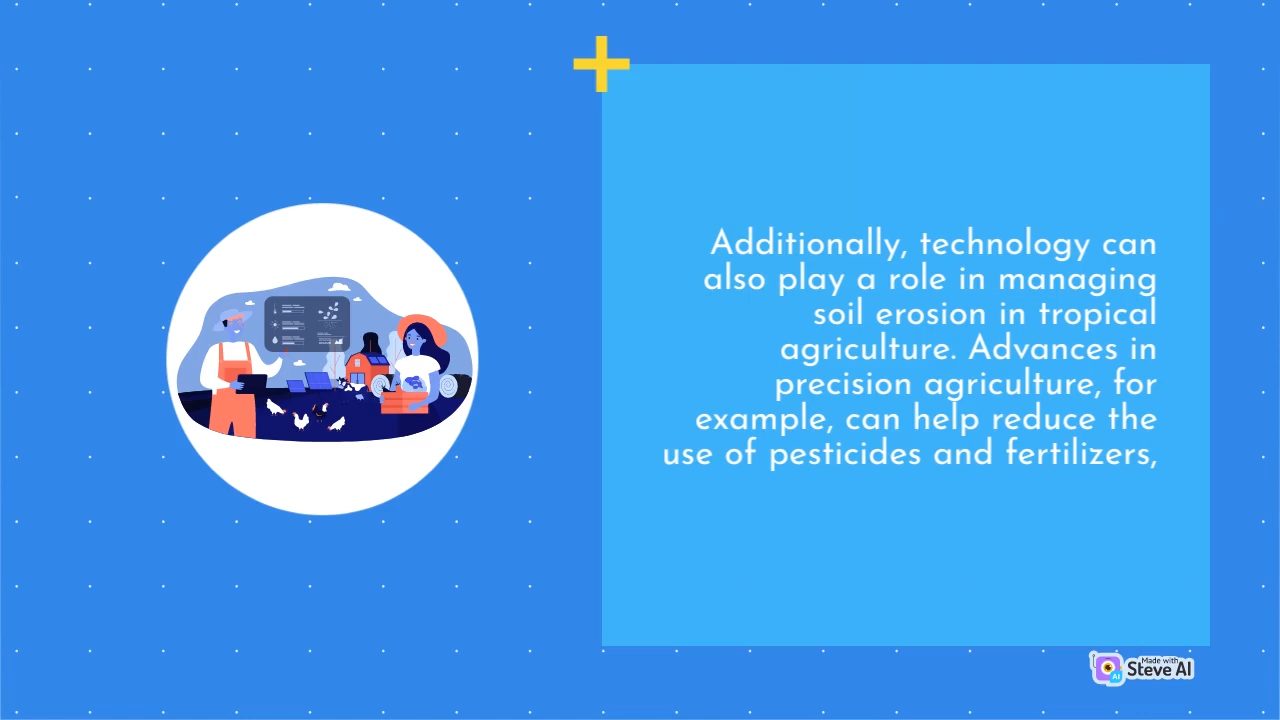 Additionally, technology can
also play a role in managing
soil erosion in tropical
agriculture. Advances in
precision agriculture, for
example, can help reduce the
use of pesticides and fertilizers,
Made with
Steve AI
AI